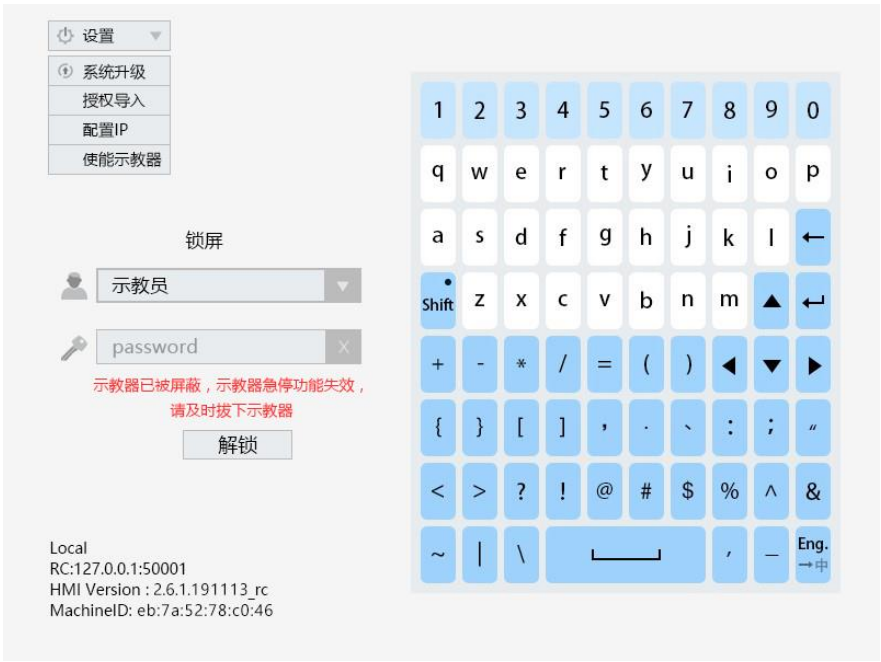 设置
系统升级
授权导入
配置IP
使能示教器
锁屏
示教员
password X
示教器已被屏蔽，示教器急停功能失效，
请及时拔下示教器
解锁
Local
RC:127.0.0.1:50001
HMI Version : 2.6.1.191113_rc
MachineID: eb:7a:52:78:c0:46
1 2 3 4 5 6 7 8 9 0
q w e r t y u i o p
a s d f g h j k l ←
Shift z x c v b n m ▲ ↵
+ - * / = ( ) ◀ ▼ ▶
{ } [ ] , · 、 : ; "
< > ? ! @ # $ % ^ &
~ | \ ' _ Eng.
→中